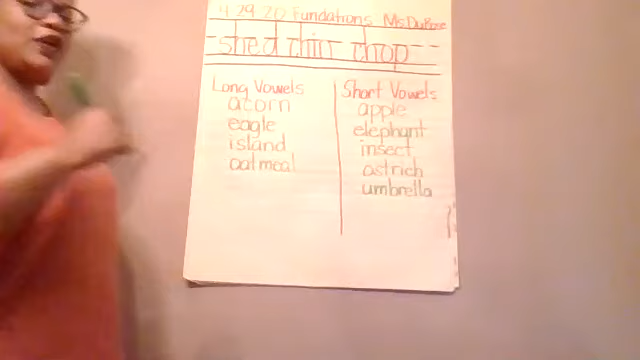 4 29 20 Fundations Ms DuBose
shed chin chop
Long Vowels
acorn
eagle
island
oatmeal
Short Vowels
apple
elephant
insect
ostrich
umbrella